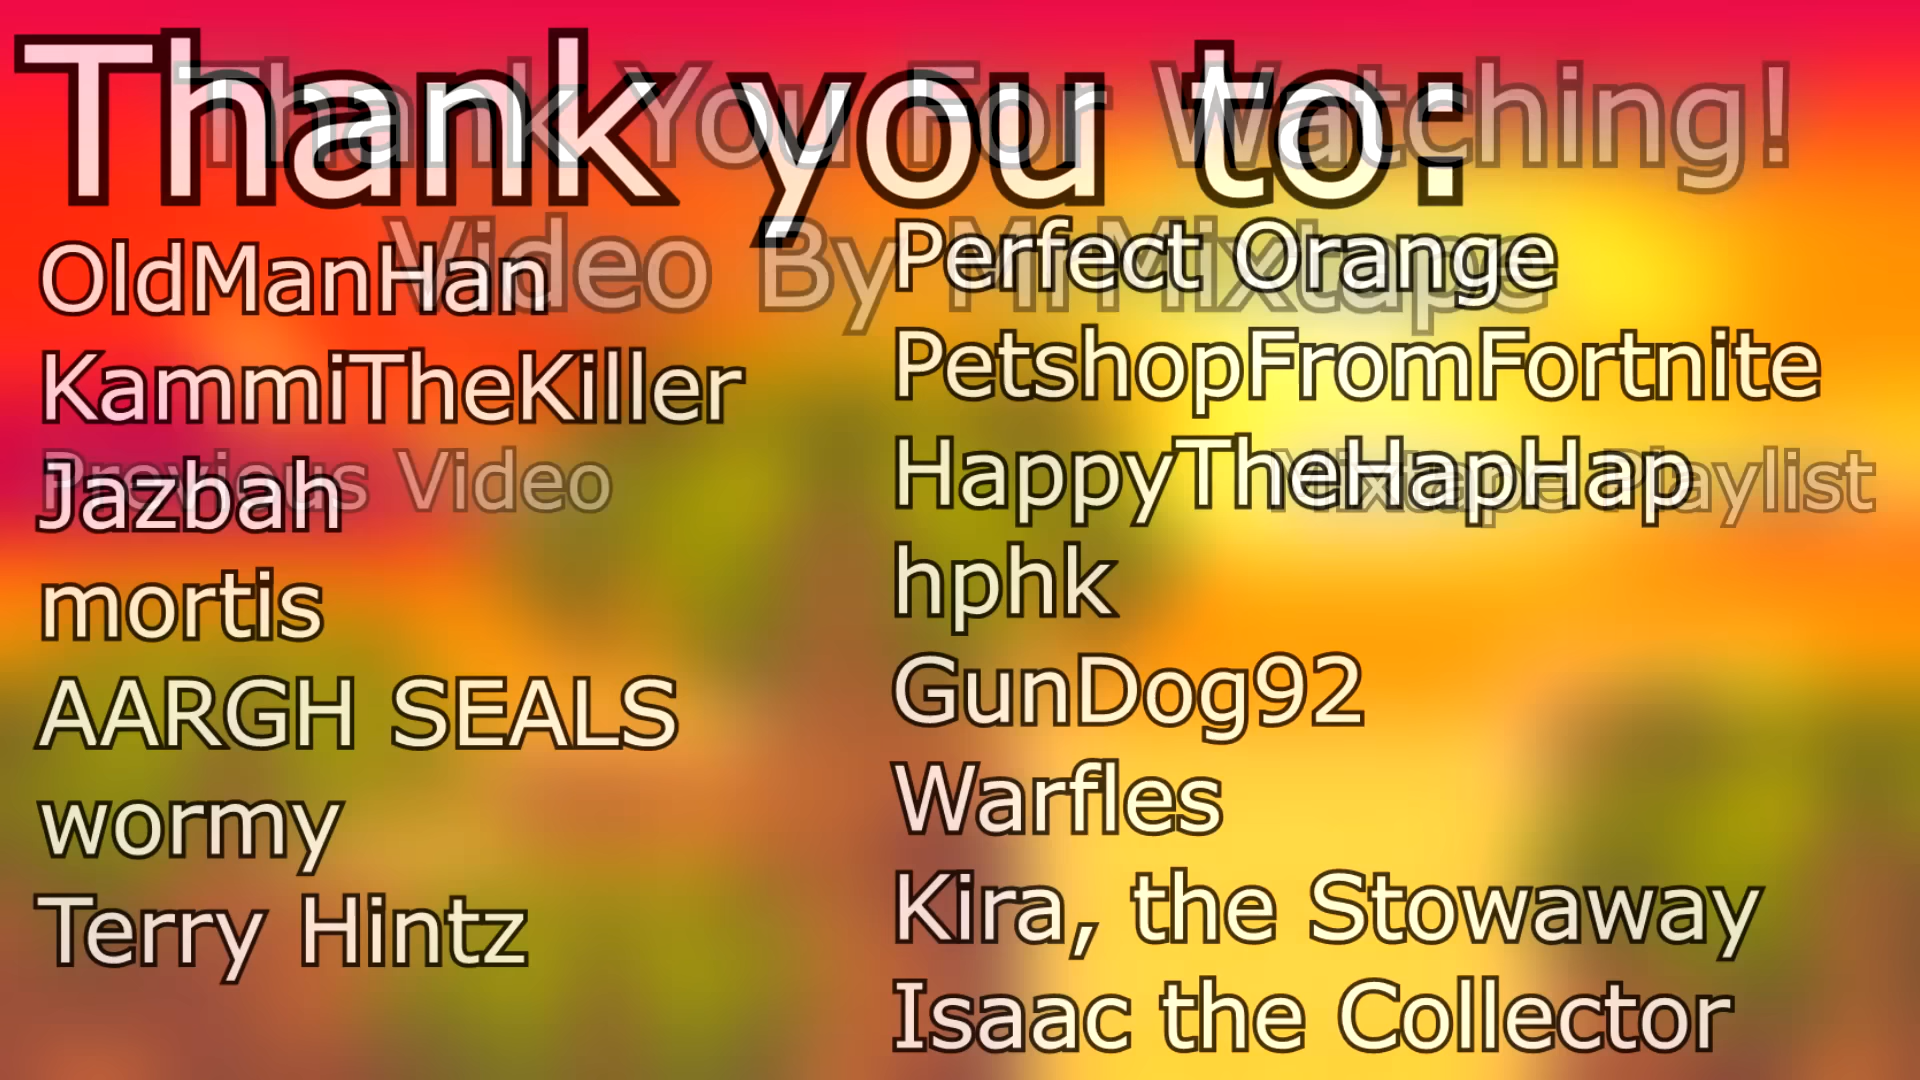 Thank you to:
Thank You For Watching!
Video By MrMixtape
OldManHan
KammiTheKiller
Previous Video
Jazbah
mortis
AARGH SEALS
wormy
Terry Hintz
Perfect Orange
PetshopFromFortnite
HappyTheHapHap
Mixtape Playlist
hphk
GunDog92
Warfles
Kira, the Stowaway
Isaac the Collector